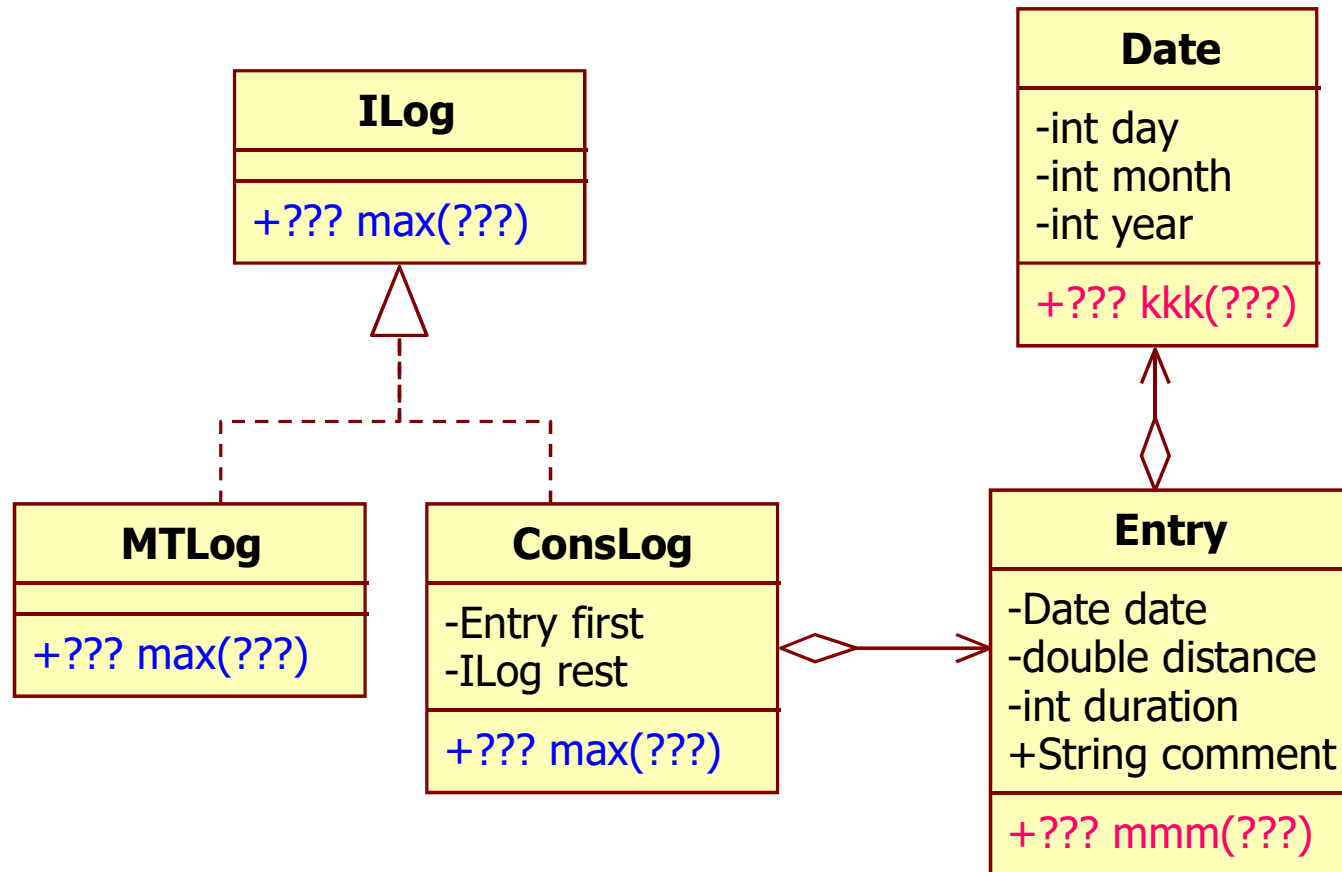 ILog
+??? max(???)
MTLog
+??? max(???)
ConsLog
-Entry first
-ILog rest
+??? max(???)
Date
-int day
-int month
-int year
+??? kkk(???)
Entry
-Date date
-double distance
-int duration
+String comment
+??? mmm(???)